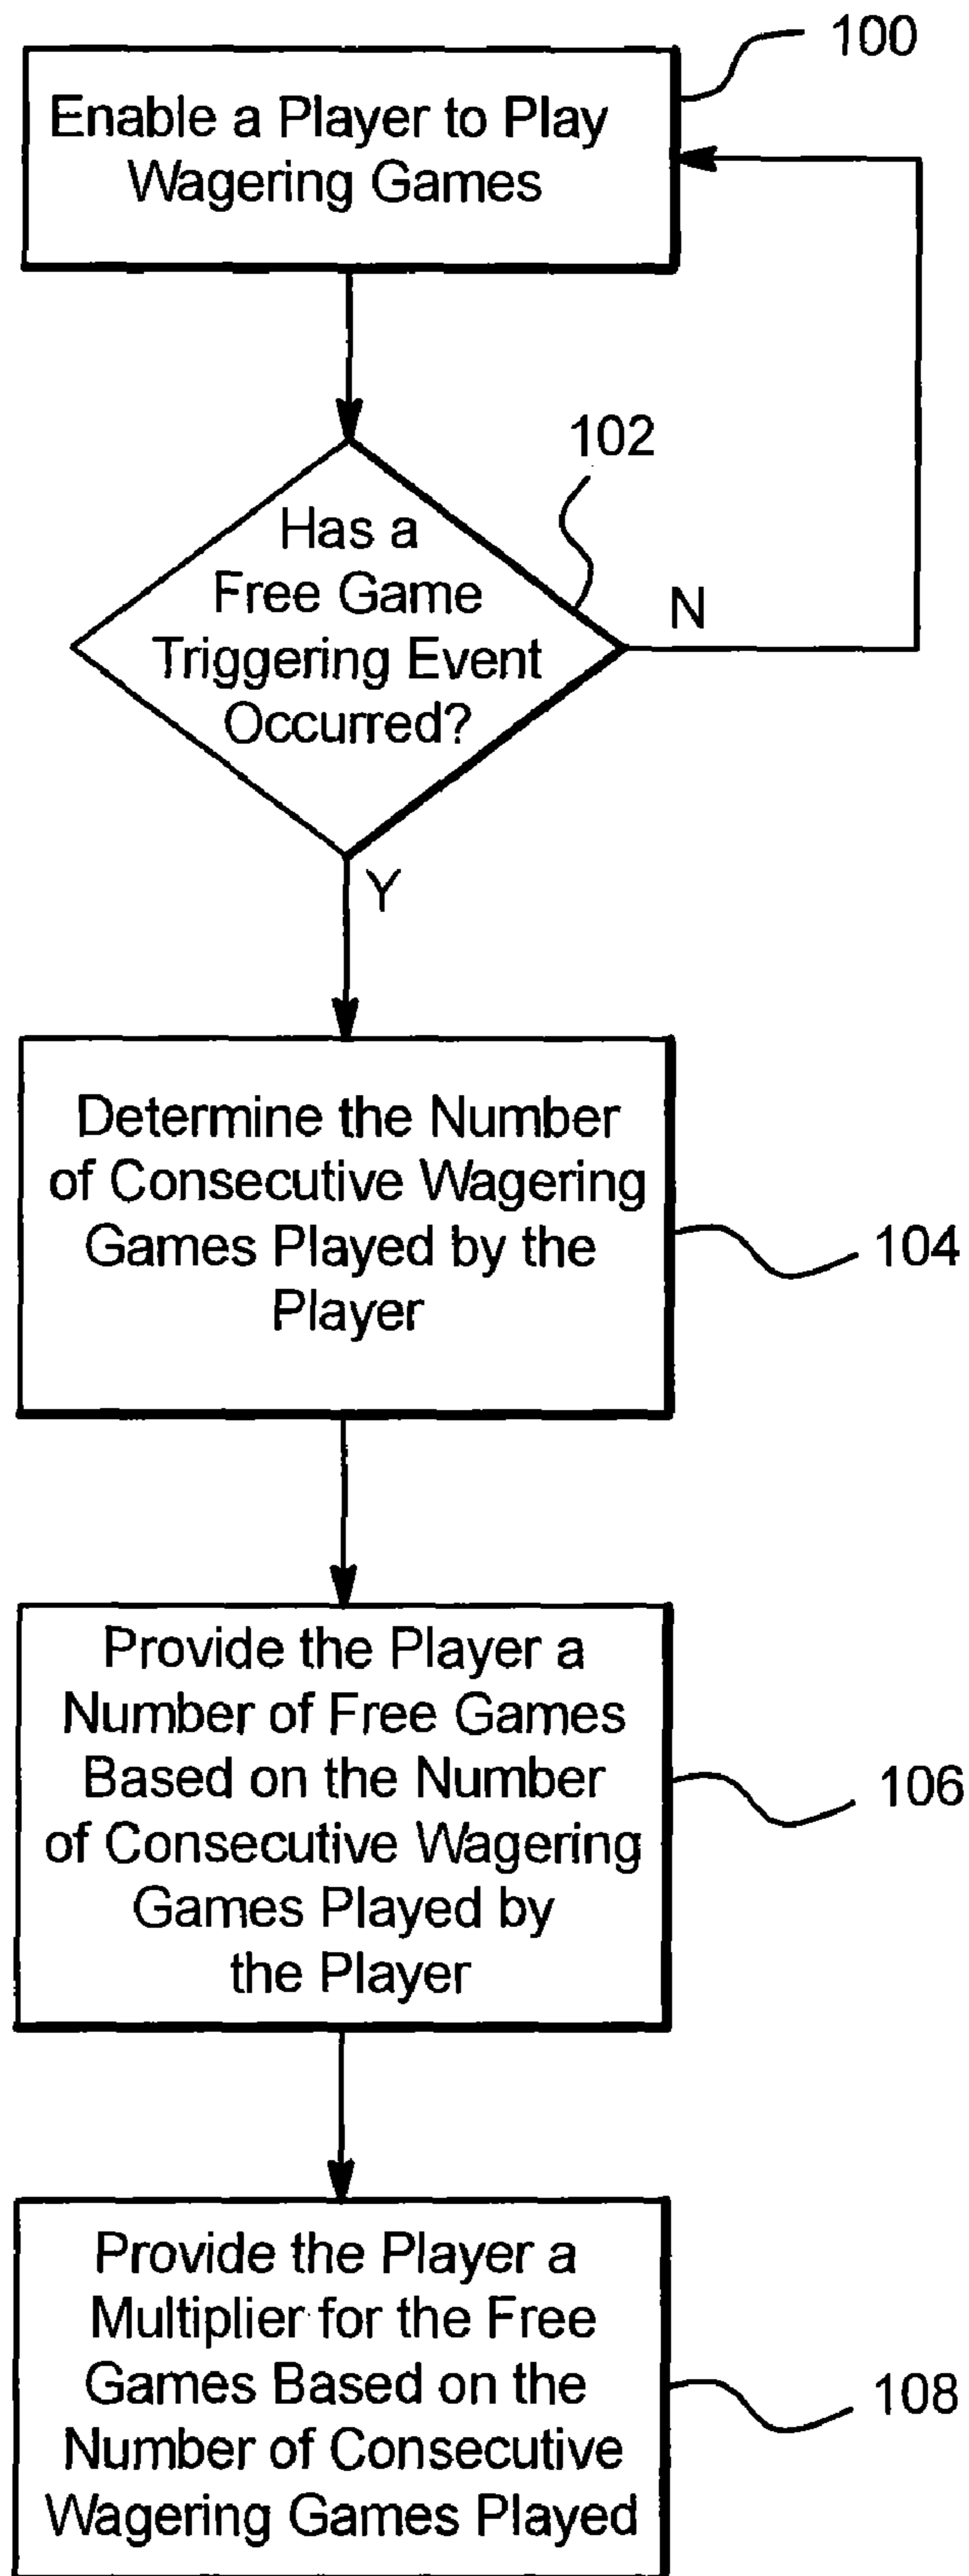 100
Enable a Player to Play
Wagering Games
102
Has a
Free Game
Triggering Event
Occurred?
N
Y
Determine the Number
of Consecutive Wagering
Games Played by the
Player
104
Provide the Player a
Number of Free Games
Based on the Number
of Consecutive Wagering
Games Played by
the Player
106
Provide the Player a
Multiplier for the Free
Games Based on the
Number of Consecutive
Wagering Games Played
108